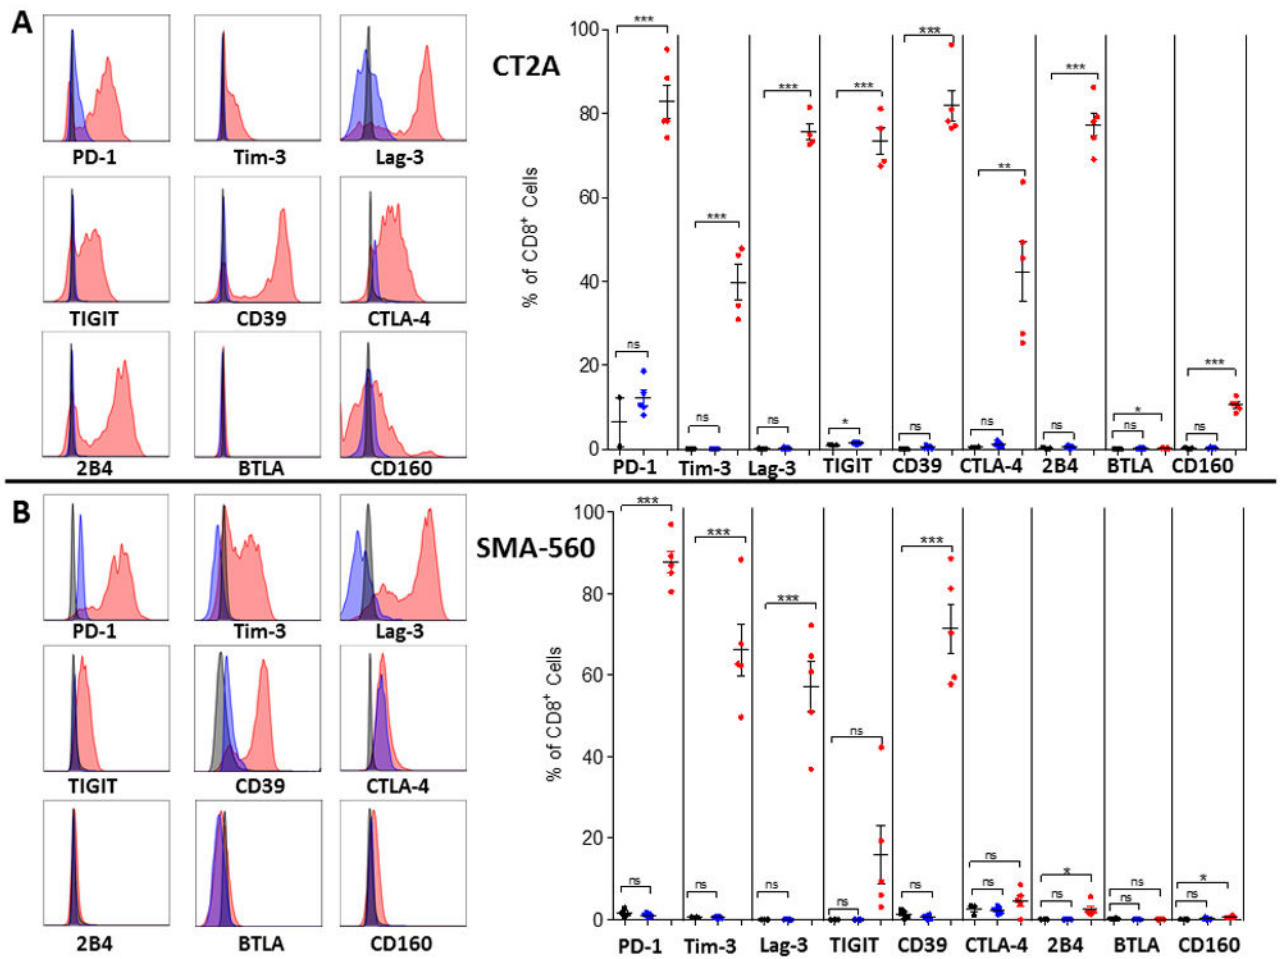 A
PD-1 Tim-3 Lag-3
TIGIT CD39 CTLA-4
2B4 BTLA CD160
CT2A
% of CD8+ Cells
100
80
60
40
20
0
*** *** *** *** *** ** *** * ***
ns ns ns * ns ns ns ns ns
PD-1 Tim-3 Lag-3 TIGIT CD39 CTLA-4 2B4 BTLA CD160
B
PD-1 Tim-3 Lag-3
TIGIT CD39 CTLA-4
2B4 BTLA CD160
SMA-560
% of CD8+ Cells
100
80
60
40
20
0
*** *** *** ns *** ns * ns *
ns ns ns ns ns ns ns ns ns
PD-1 Tim-3 Lag-3 TIGIT CD39 CTLA-4 2B4 BTLA CD160